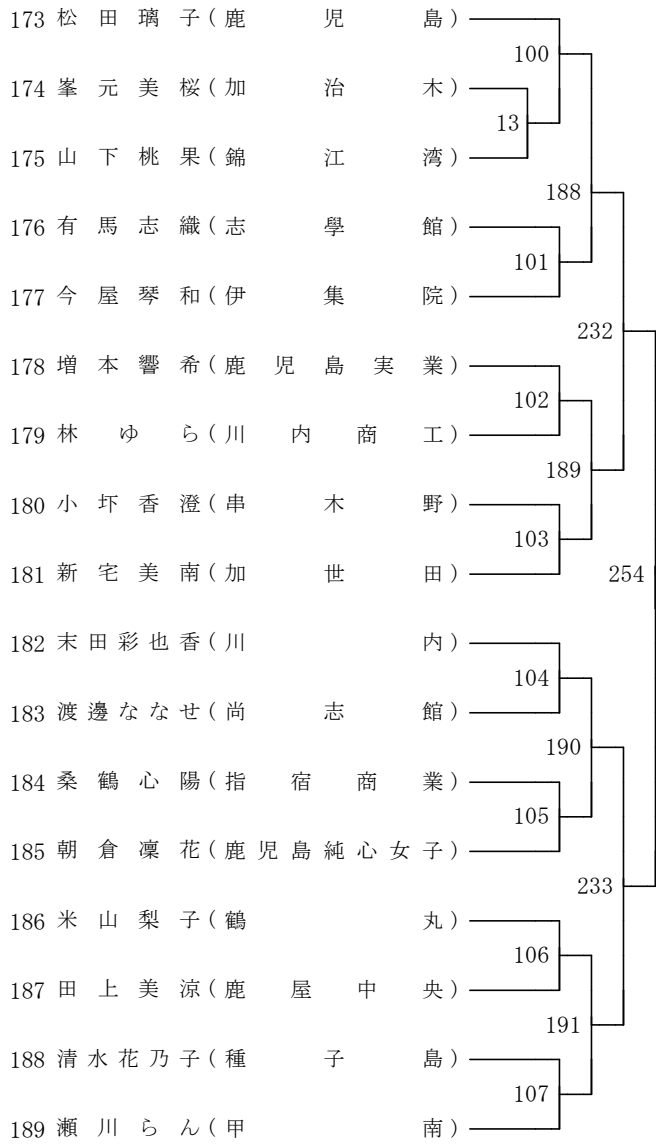 173 松田璃子(鹿児島)
100
174 峯元美桜(加治木)
13
175 山下桃果(錦江湾)
188
176 有馬志織(志學館)
101
177 今屋琴和(伊集院)
232
178 増本響希(鹿児島実業)
102
179 林ゆら(川内商工)
189
180 小坏香澄(串木野)
103
181 新宅美南(加世田)
254
182 末田彩也香(川内)
104
183 渡邊ななせ(尚志館)
190
184 桑鶴心陽(指宿商業)
105
185 朝倉凜花(鹿児島純心女子)
233
186 米山梨子(鶴丸)
106
187 田上美涼(鹿屋中央)
191
188 清水花乃子(種子島)
107
189 瀬川らん(甲南)